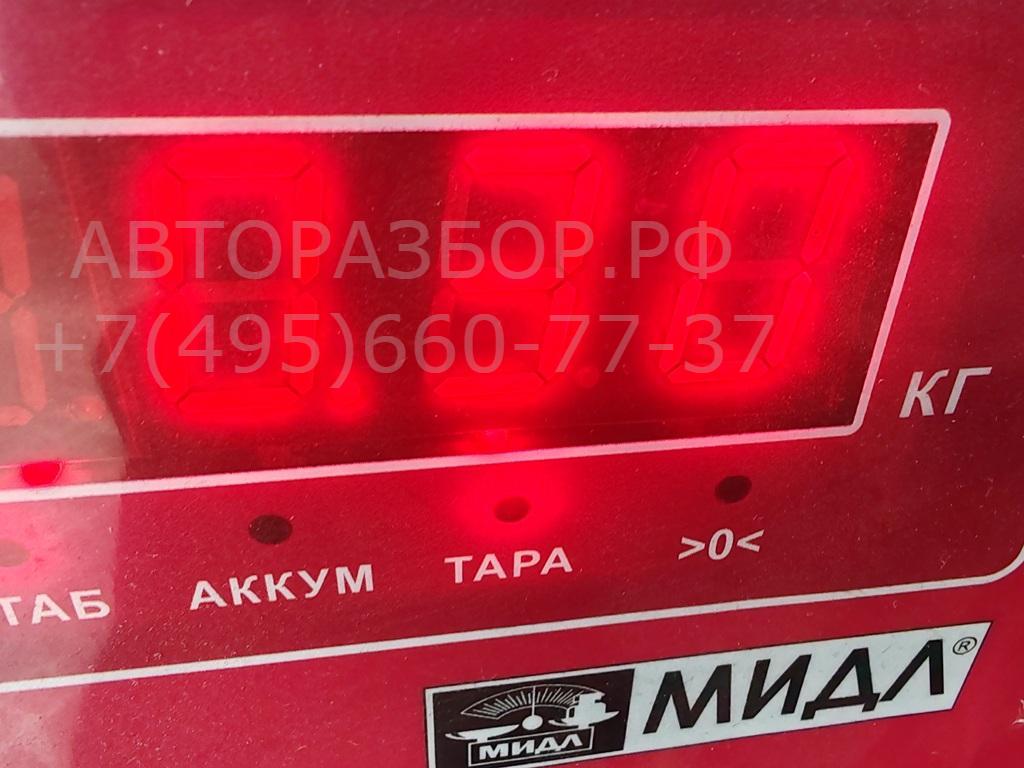 АВТОРАЗБОР.РФ
+7(495)660-77-37
КГ
ТАБ АККУМ ТАРА >0<
МИДЛ МИДЛ®